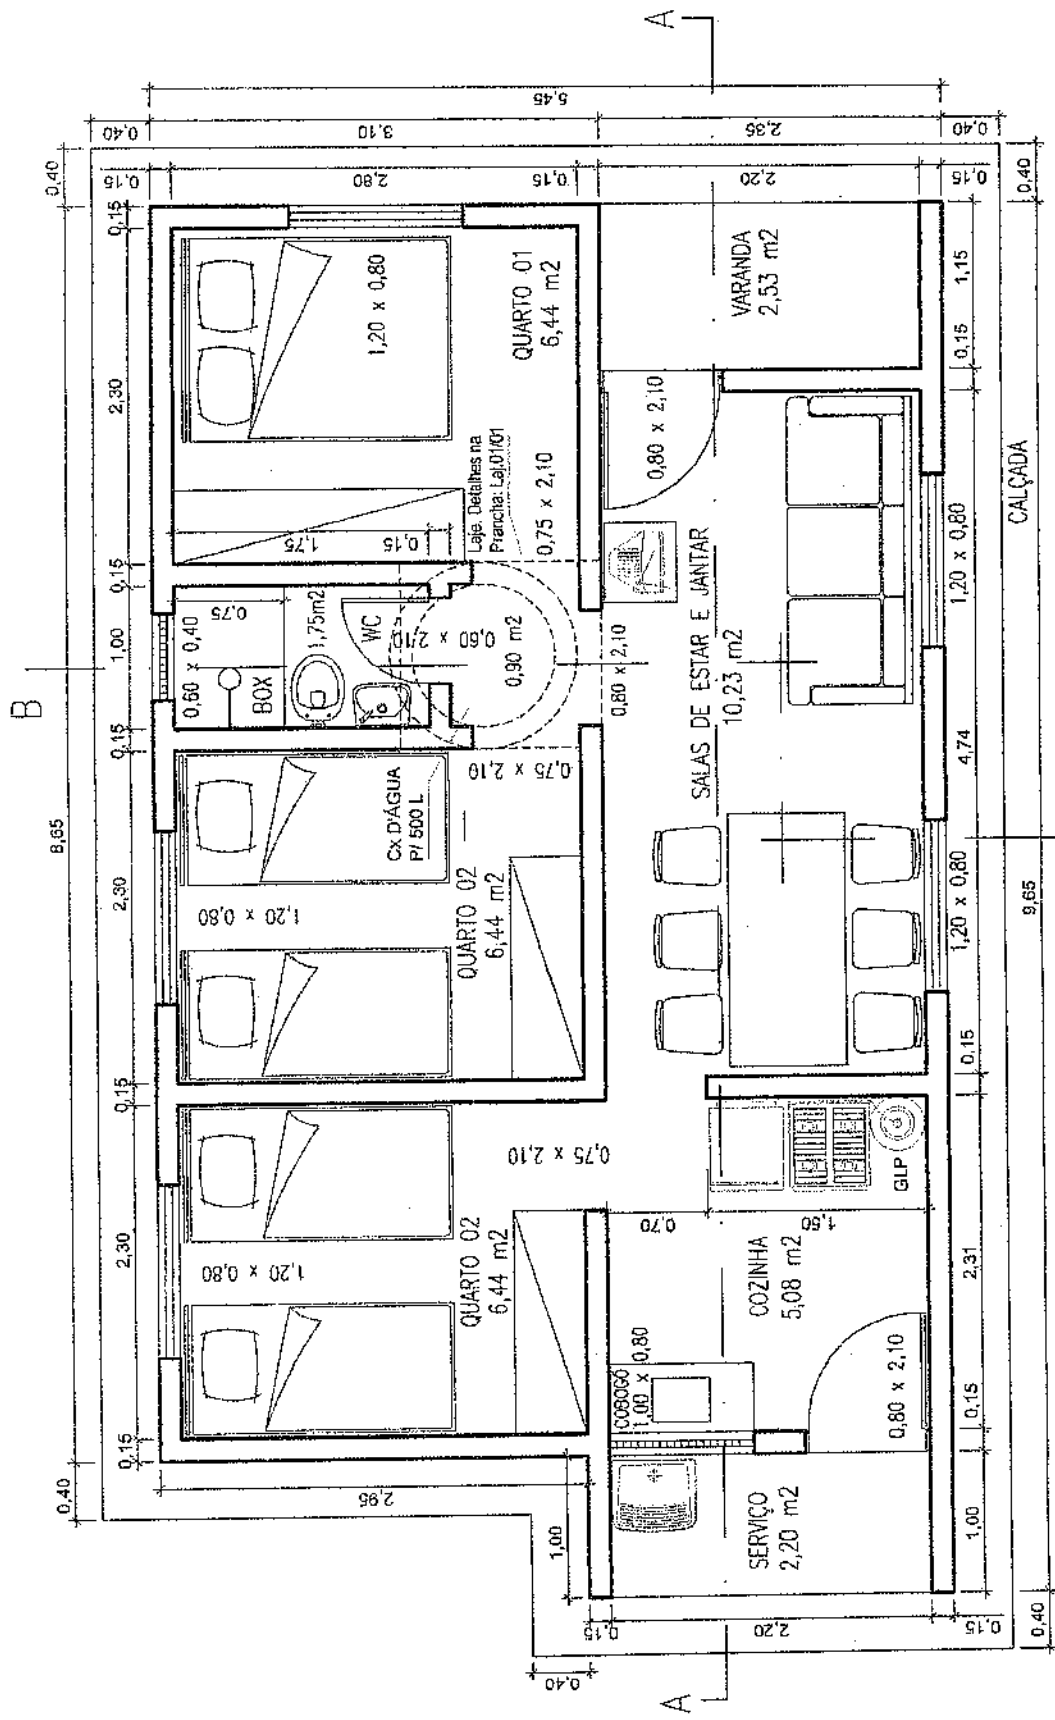 B
A
8,65
0,40
0,15
2,30
0,15
2,30
0,15
1,00
0,15
2,30
0,15
0,40
0,40
0,15
3,10
2,80
5,45
0,15
2,35
2,20
0,15
0,40
1,20 x 0,80
1,20 x 0,80
0,60 x 0,40
0,75
BOX
1,75m2
WC
0,60 x 2,10
0,90 m2
1,75
0,15
1,20 x 0,80
Cx D'ÁGUA
P/ 500 L
Laje. Detalhes na
Prancha: Laj.01/01
QUARTO 02
6,44 m2
QUARTO 02
6,44 m2
QUARTO 01
6,44 m2
0,75 x 2,10
0,75 x 2,10
0,75 x 2,10
0,80 x 2,10
0,80 x 2,10
2,95
1,00
0,40
0,15
2,20
0,15
COBOGÓ
1,00 x 0,80
0,70
1,50
GLP
SERVIÇO
2,20 m2
COZINHA
5,08 m2
0,80 x 2,10
SALAS DE ESTAR E JANTAR
10,23 m2
VARANDA
2,53 m2
1,20 x 0,80
1,20 x 0,80
1,00
0,15
2,31
0,15
4,74
0,15
1,15
CALÇADA
0,40
9,65
0,40
A